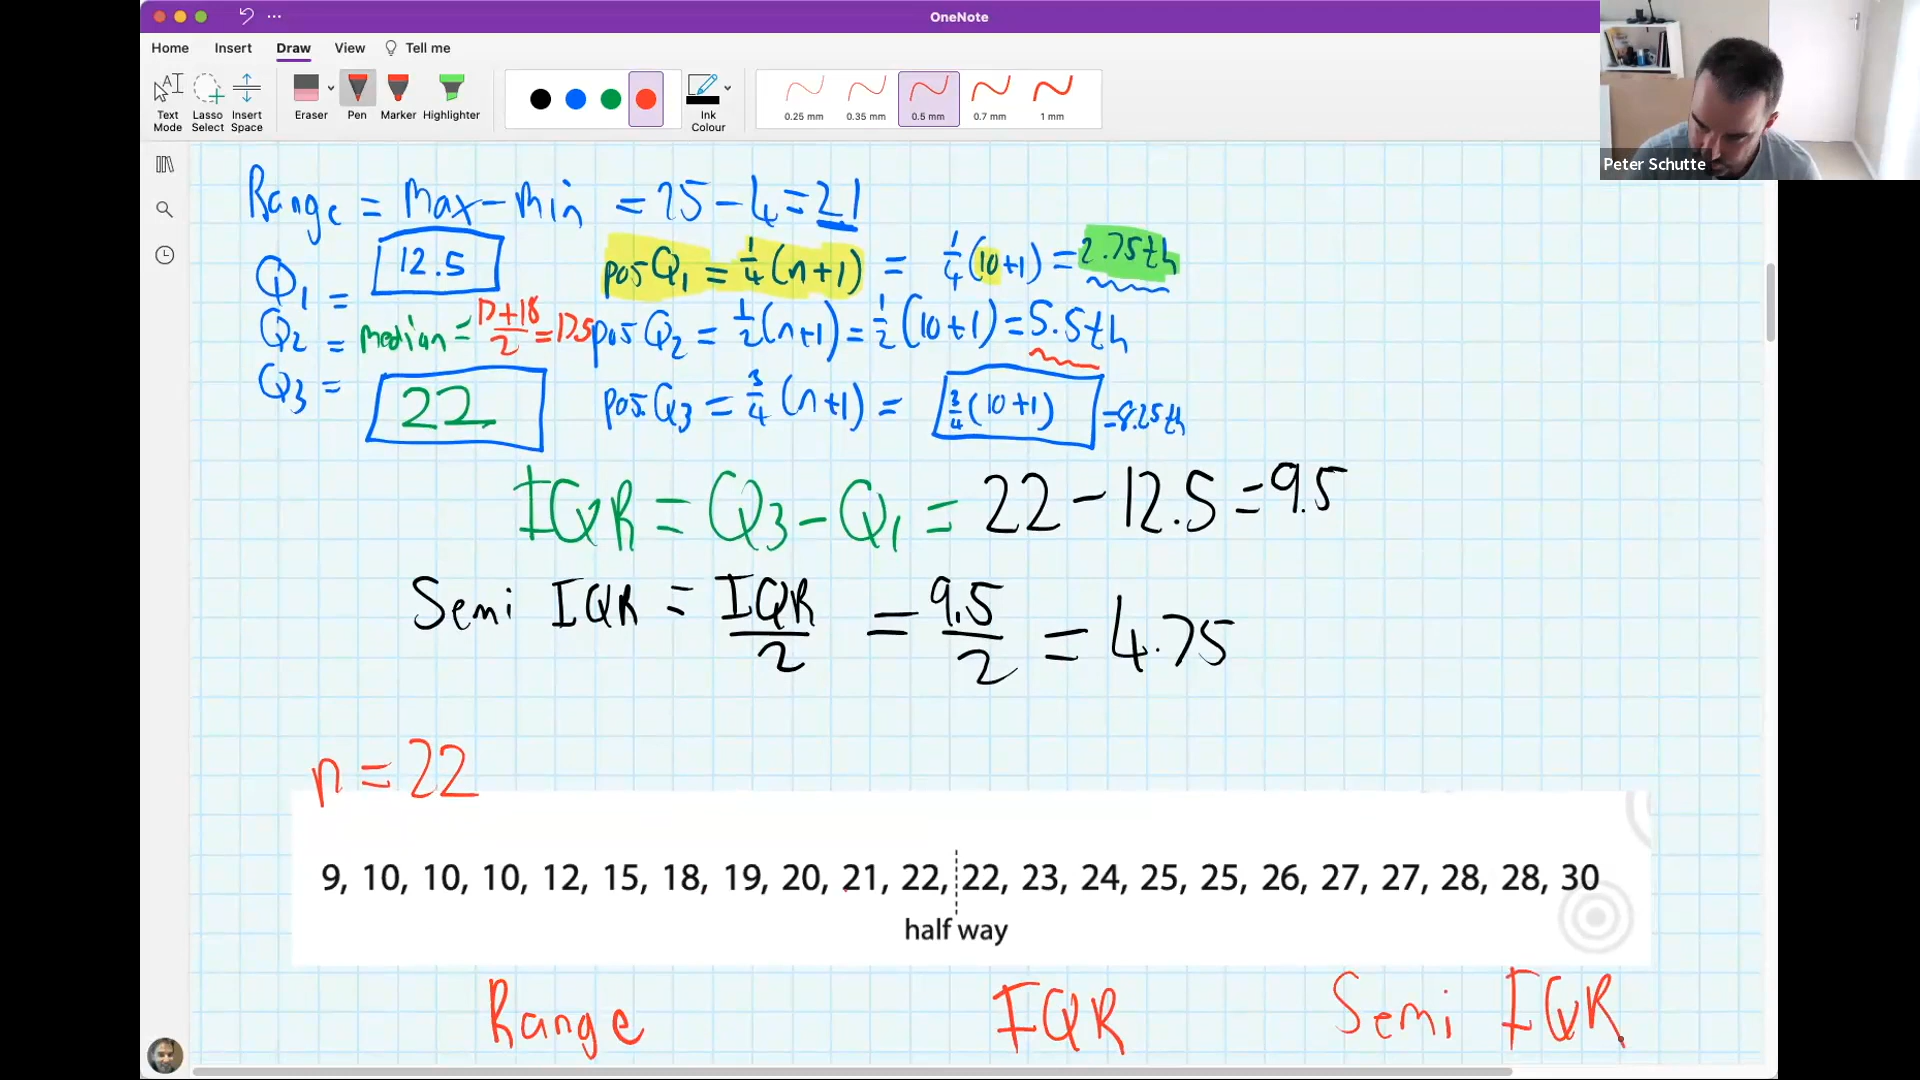 OneNote
Home Insert Draw View Tell me
Text Mode
Lasso Select
Insert Space
Eraser
Pen
Marker
Highlighter
Ink Colour
0.25 mm
0.35 mm
0.5 mm
0.7 mm
1 mm
Peter Schutte
Range = Max - Min = 25 - 4 = 21
Q1 = 12.5 pos Q1 = 1/4 (n+1) = 1/4 (10+1) = 2.75th
Q2 = median = 17+18/2 = 17.5 pos Q2 = 1/2 (n+1) = 1/2 (10+1) = 5.5th
Q3 = 22 pos. Q3 = 3/4 (n+1) = 3/4 (10+1) = 8.25th
IQR = Q3 - Q1 = 22 - 12.5 = 9.5
Semi IQR = IQR/2 = 9.5/2 = 4.75
n = 22
9, 10, 10, 10, 12, 15, 18, 19, 20, 21, 22, 22, 23, 24, 25, 25, 26, 27, 27, 28, 28, 30
half way
Range IQR Semi IQR